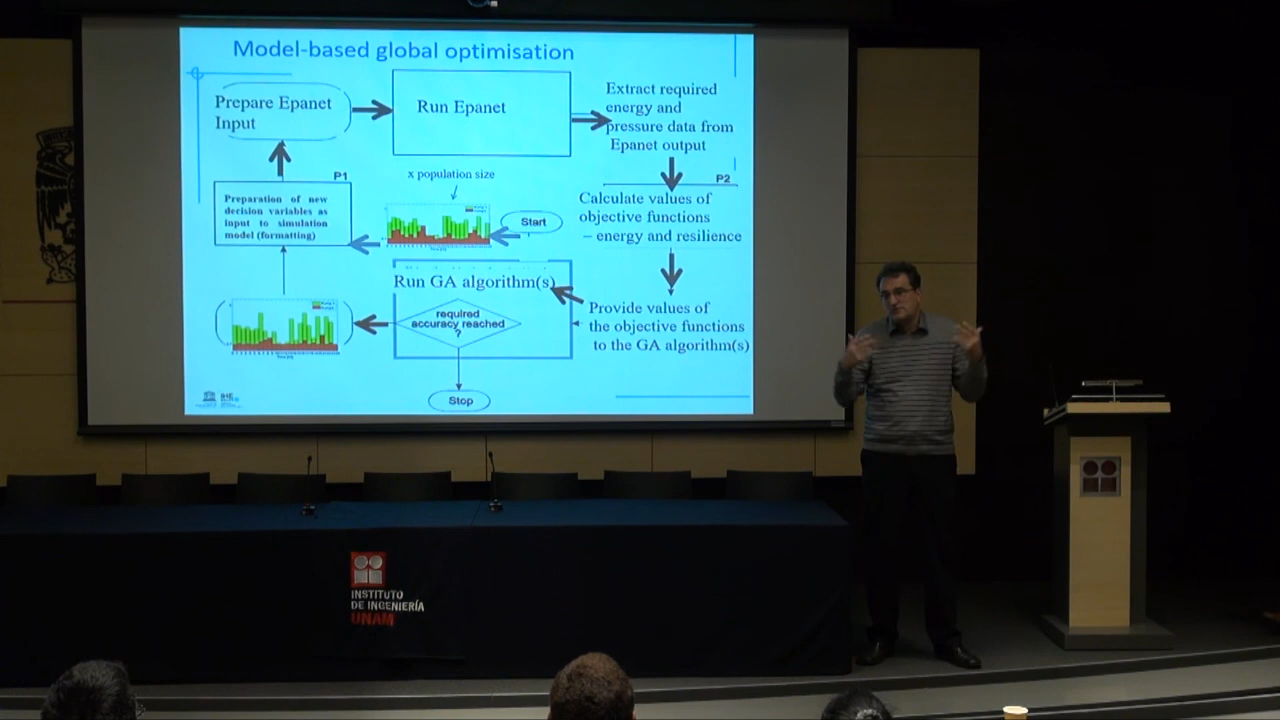 Model-based global optimisation
Prepare Epanet
Input
Run Epanet
Extract required
energy and
pressure data from
Epanet output
P1
x population size
P2
Preparation of new
decision variables as
input to simulation
model (formatting)
Start
Calculate values of
objective functions
– energy and resilience
Run GA algorithm(s)
required
accuracy reached
?
Provide values of
the objective functions
to the GA algorithm(s)
Stop
INSTITUTO
DE INGENIERÍA
UNAM